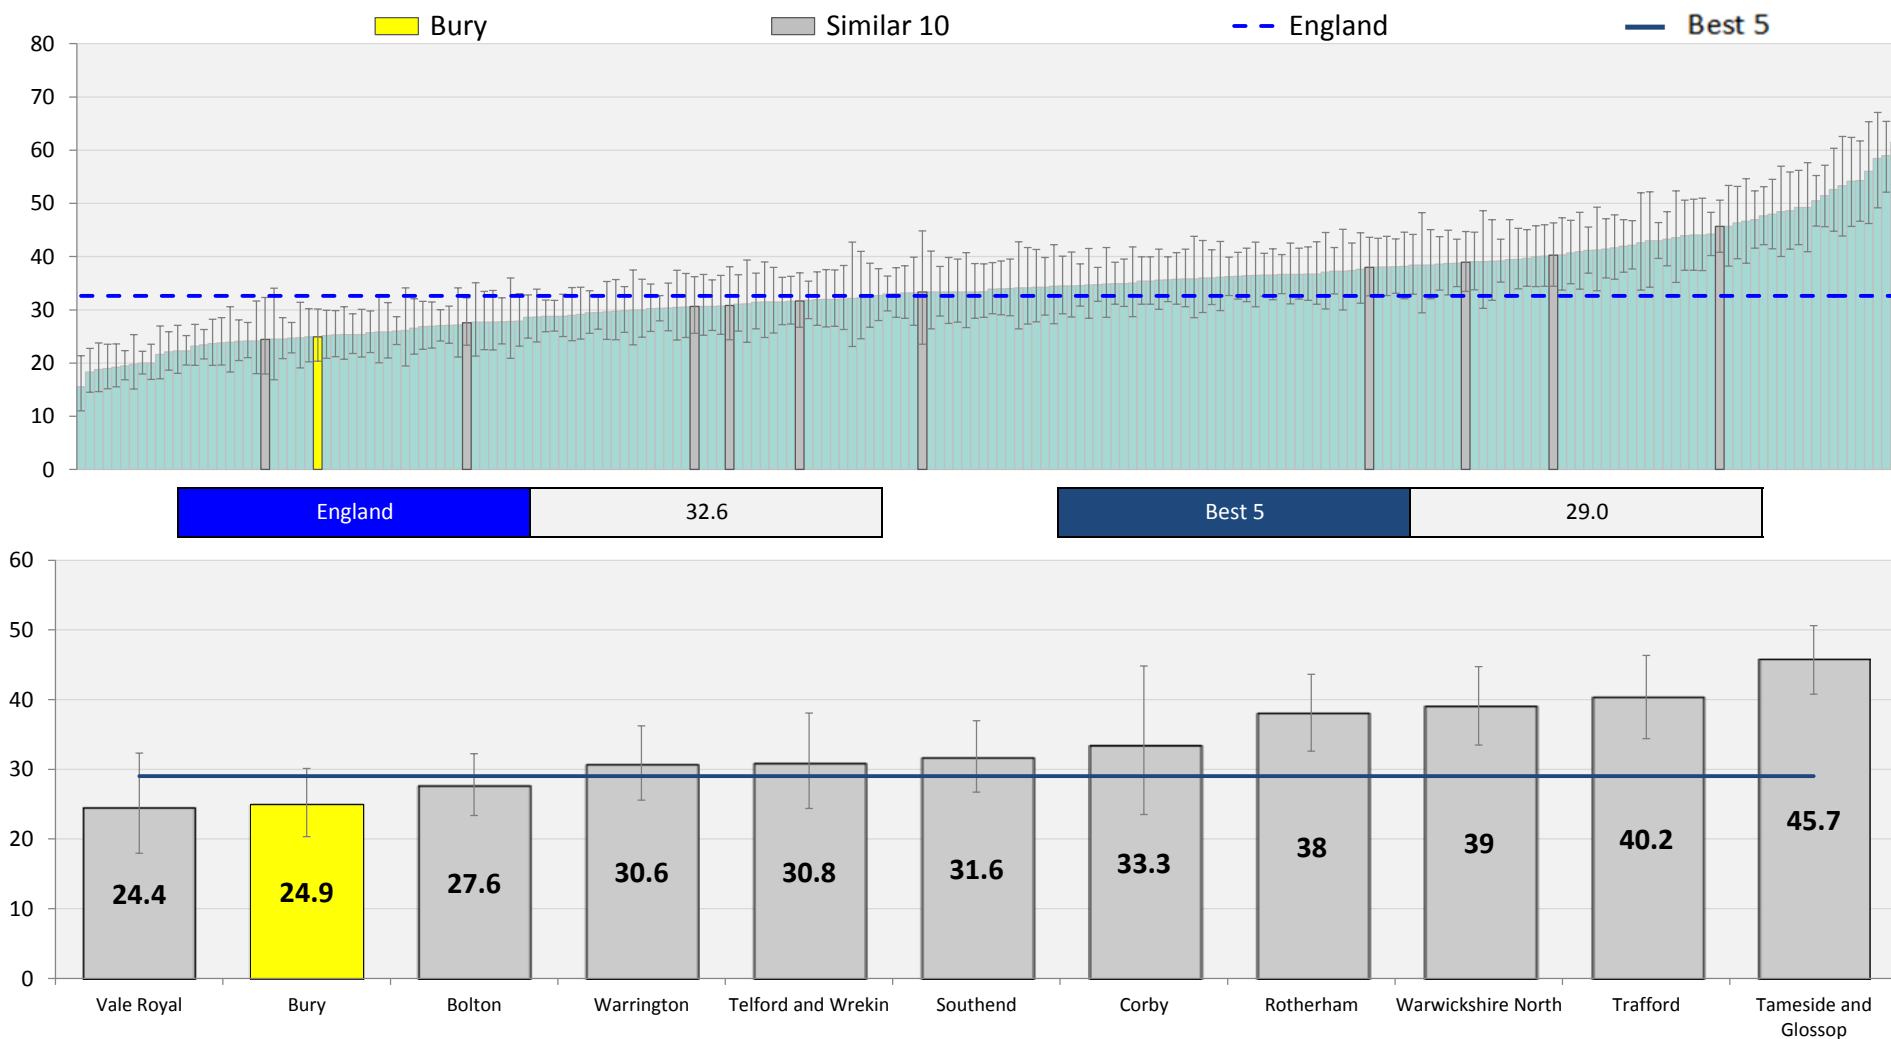 Bury
Similar 10
England
Best 5
80
70
60
50
40
30
20
10
0
England 32.6
Best 5 29.0
60
50
40
30
20
10
0
24.4
24.9
27.6
30.6
30.8
31.6
33.3
38
39
40.2
45.7
Vale Royal
Bury
Bolton
Warrington
Telford and Wrekin
Southend
Corby
Rotherham
Warwickshire North
Trafford
Tameside and
Glossop